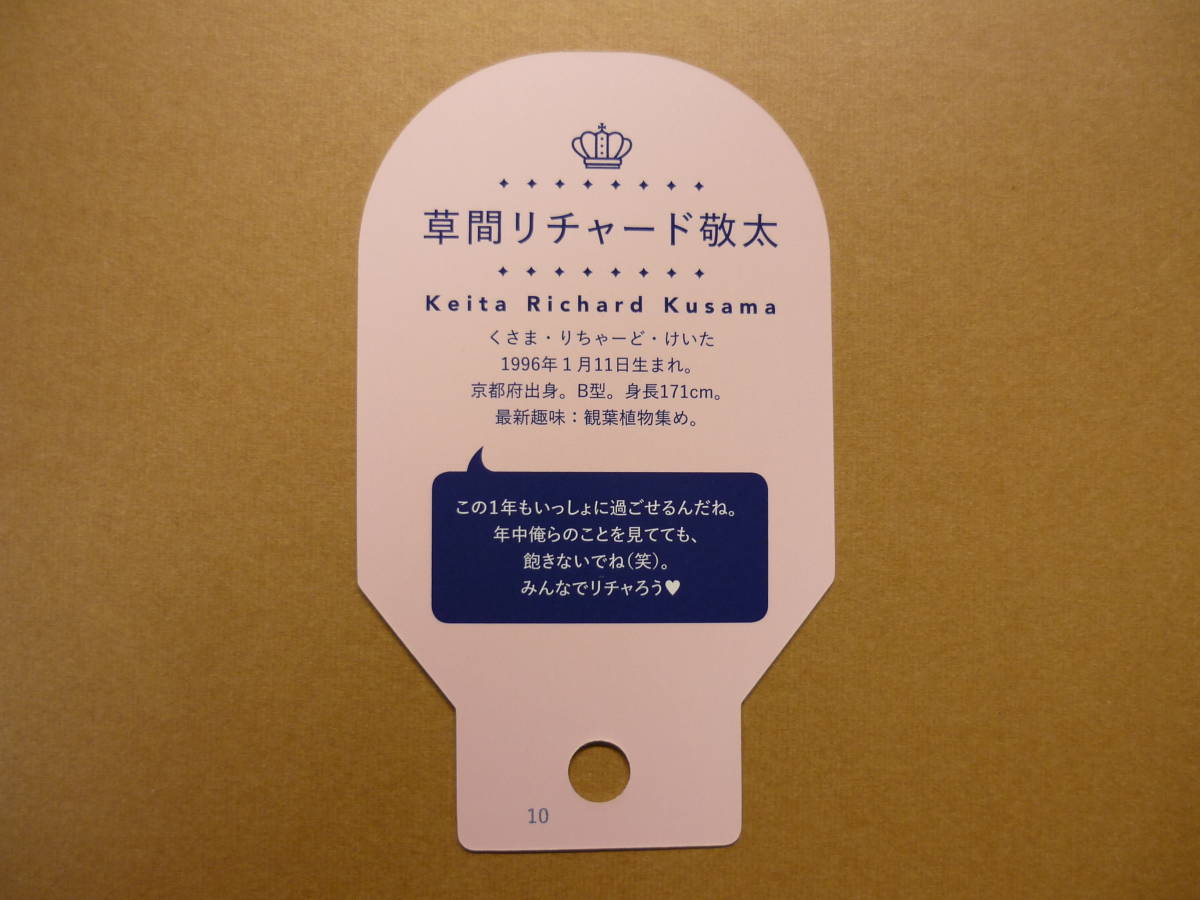 草間リチャード敬太
Keita Richard Kusama
くさま・りちゃーど・けいた
1996年1月11日生まれ。
京都府出身。B型。身長171cm。
最新趣味：観葉植物集め。
この1年もいっしょに過ごせるんだね。
年中俺らのことを見てても、
飽きないでね(笑)。
みんなでリチャろう♥
10